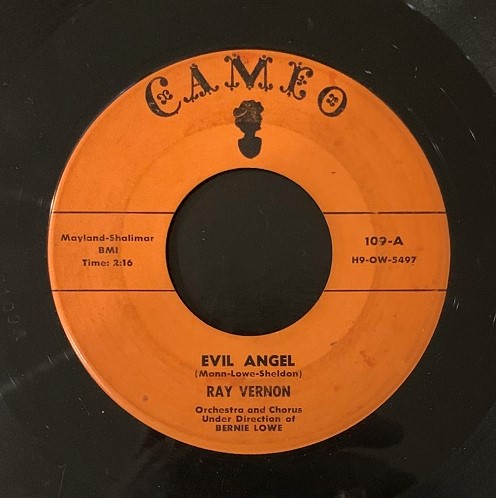 CAMEO
Mayland-Shalimar
BMI
Time: 2:16
109-A
H9-OW-5497
EVIL ANGEL
(Mann-Lowe-Sheldon)
RAY VERNON
Orchestra and Chorus
Under Direction of
BERNIE LOWE